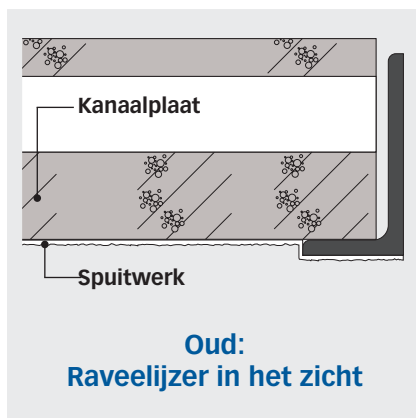 Kanaalplaat
Spuitwerk
Oud:
Raveelijzer in het zicht